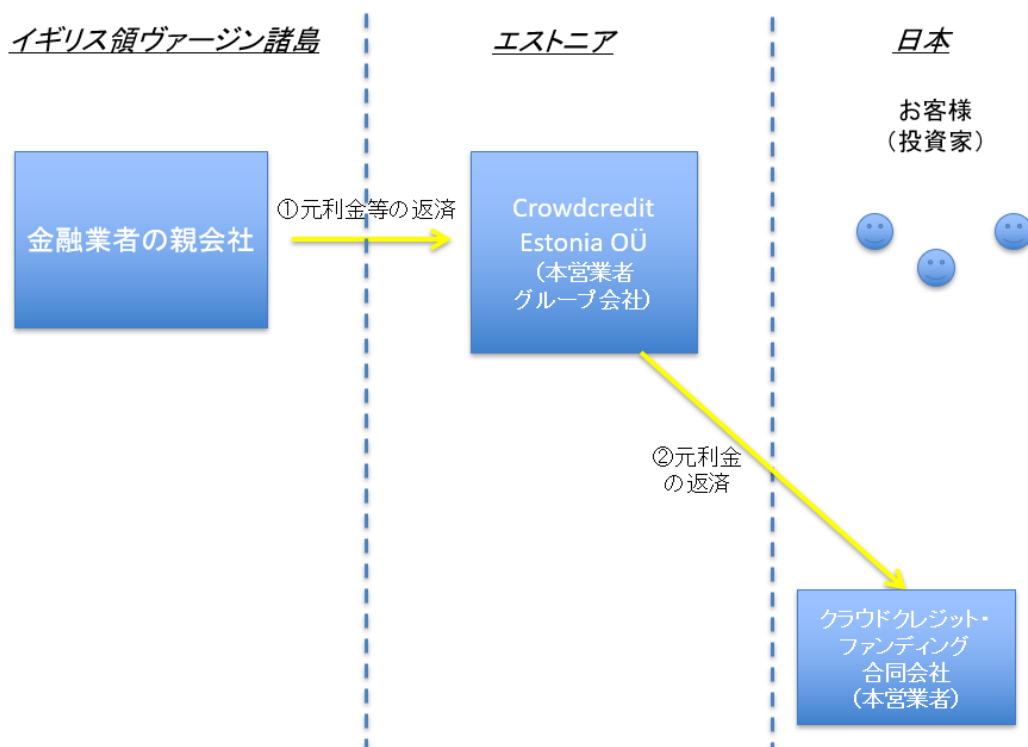 イギリス領ヴァージン諸島
エストニア
日本
お客様
（投資家）
金融業者の親会社
①元利金等の返済
Crowdcredit
Estonia OÜ
（本営業者
グループ会社）
②元利金
の返済
クラウドクレジット・
ファンディング
合同会社
（本営業者）